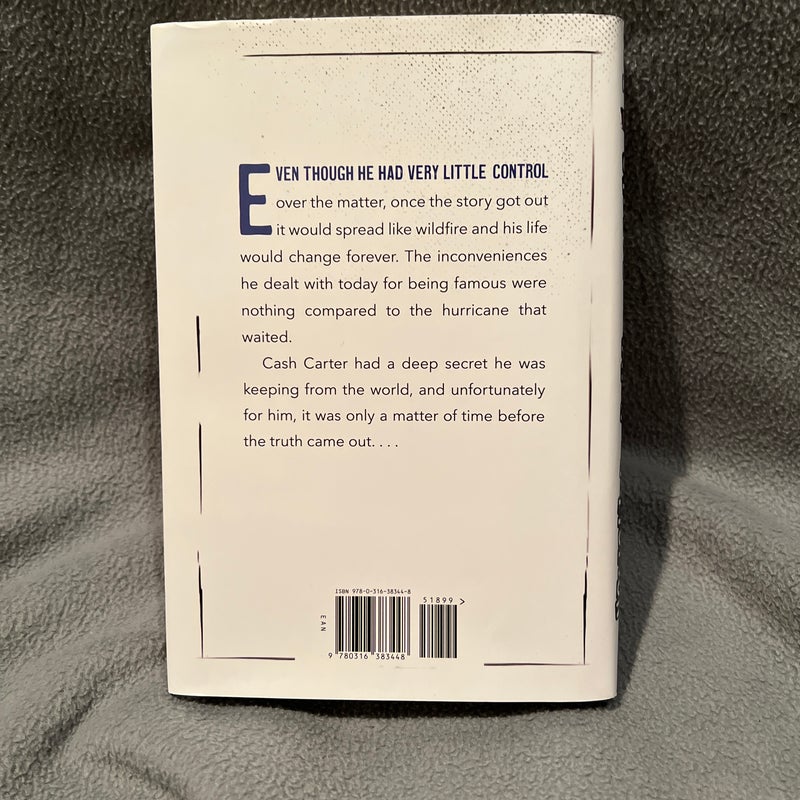 EVEN THOUGH HE HAD VERY LITTLE CONTROL
over the matter, once the story got out
it would spread like wildfire and his life
would change forever. The inconveniences
he dealt with today for being famous were
nothing compared to the hurricane that
waited.
Cash Carter had a deep secret he was
keeping from the world, and unfortunately
for him, it was only a matter of time before
the truth came out. . . .
ISBN 978-0-316-38344-8
51899 >
EAN
9 780316 383448